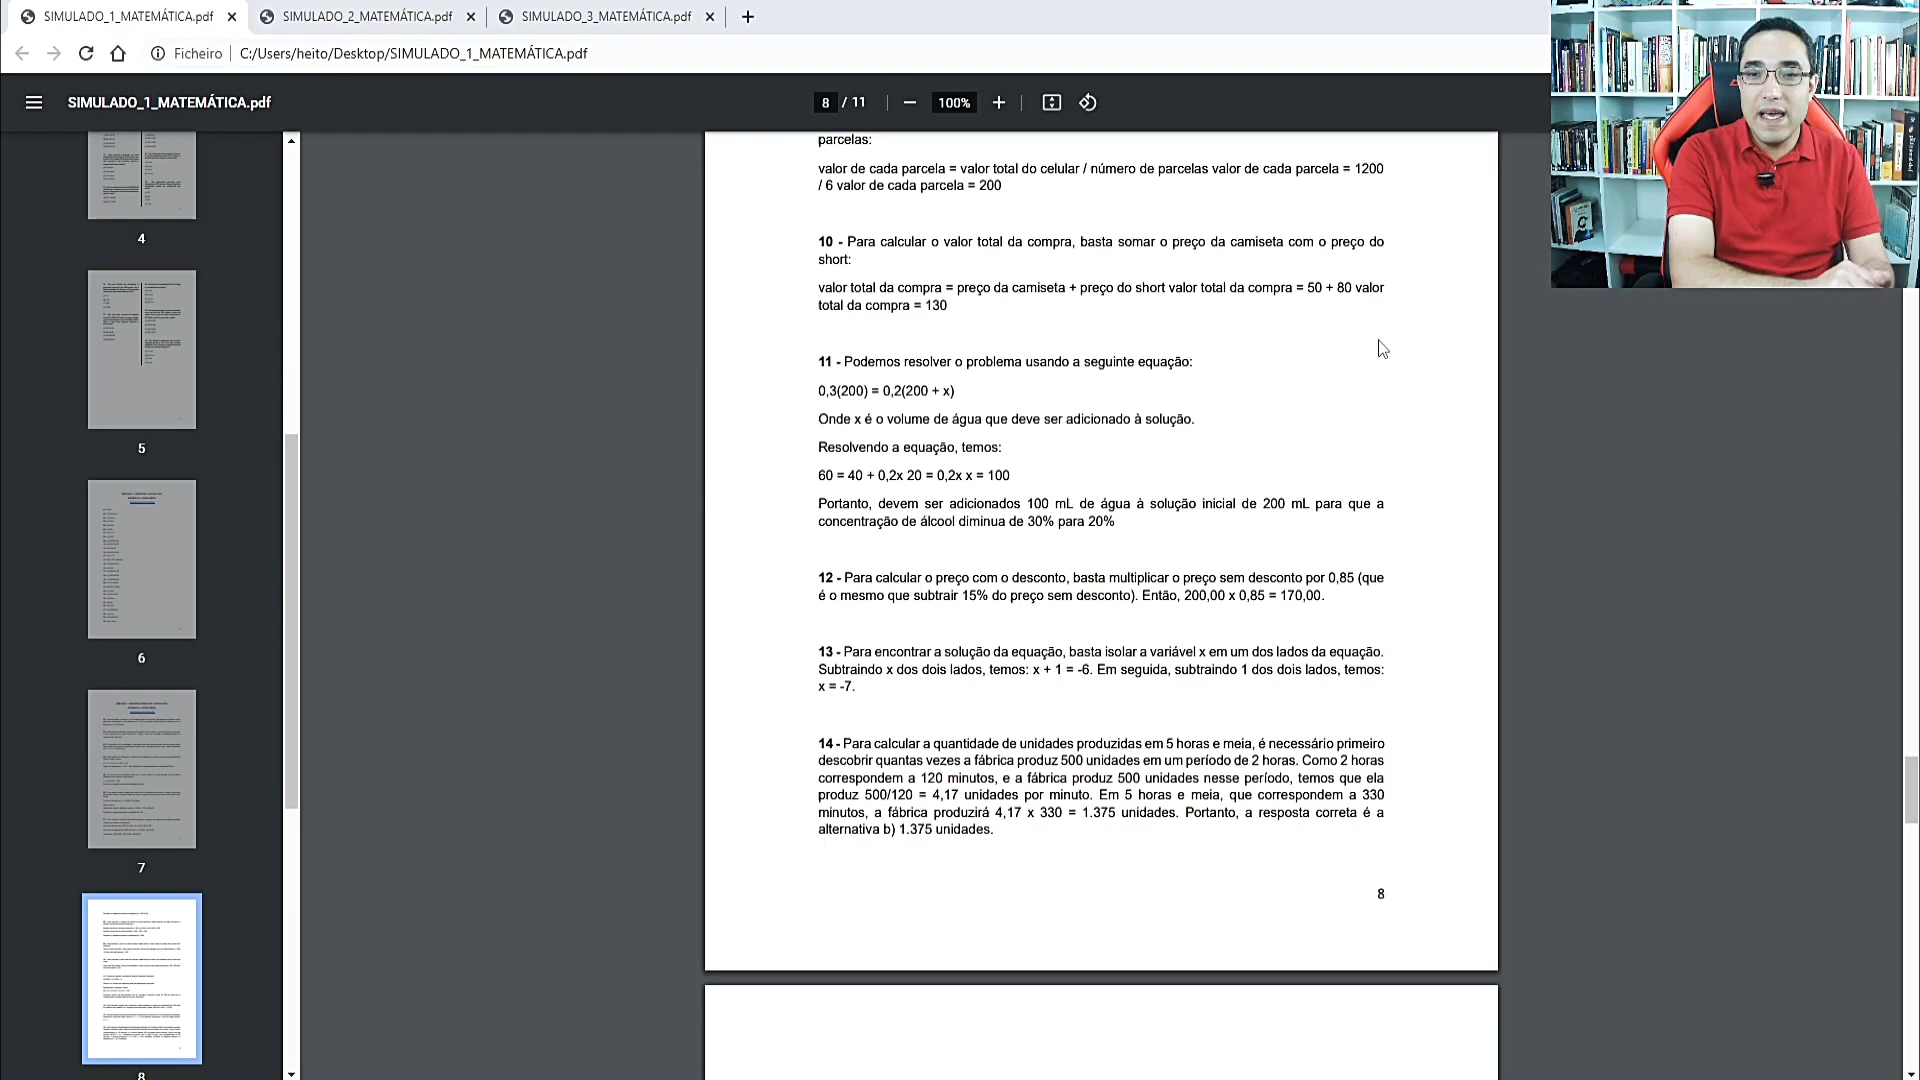 SIMULADO_1_MATEMÁTICA.pdf
SIMULADO_2_MATEMÁTICA.pdf
SIMULADO_3_MATEMÁTICA.pdf
Ficheiro
C:/Users/heito/Desktop/SIMULADO_1_MATEMÁTICA.pdf
SIMULADO_1_MATEMÁTICA.pdf
8 / 11
100%
4
5
6
7
8
parcelas:
valor de cada parcela = valor total do celular / número de parcelas valor de cada parcela = 1200
/ 6 valor de cada parcela = 200
10 - Para calcular o valor total da compra, basta somar o preço da camiseta com o preço do
short:
valor total da compra = preço da camiseta + preço do short valor total da compra = 50 + 80 valor
total da compra = 130
11 - Podemos resolver o problema usando a seguinte equação:
0,3(200) = 0,2(200 + x)
Onde x é o volume de água que deve ser adicionado à solução.
Resolvendo a equação, temos:
60 = 40 + 0,2x 20 = 0,2x x = 100
Portanto, devem ser adicionados 100 mL de água à solução inicial de 200 mL para que a
concentração de álcool diminua de 30% para 20%
12 - Para calcular o preço com o desconto, basta multiplicar o preço sem desconto por 0,85 (que
é o mesmo que subtrair 15% do preço sem desconto). Então, 200,00 x 0,85 = 170,00.
13 - Para encontrar a solução da equação, basta isolar a variável x em um dos lados da equação.
Subtraindo x dos dois lados, temos: x + 1 = -6. Em seguida, subtraindo 1 dos dois lados, temos:
x = -7.
14 - Para calcular a quantidade de unidades produzidas em 5 horas e meia, é necessário primeiro
descobrir quantas vezes a fábrica produz 500 unidades em um período de 2 horas. Como 2 horas
correspondem a 120 minutos, e a fábrica produz 500 unidades nesse período, temos que ela
produz 500/120 = 4,17 unidades por minuto. Em 5 horas e meia, que correspondem a 330
minutos, a fábrica produzirá 4,17 x 330 = 1.375 unidades. Portanto, a resposta correta é a
alternativa b) 1.375 unidades.
8